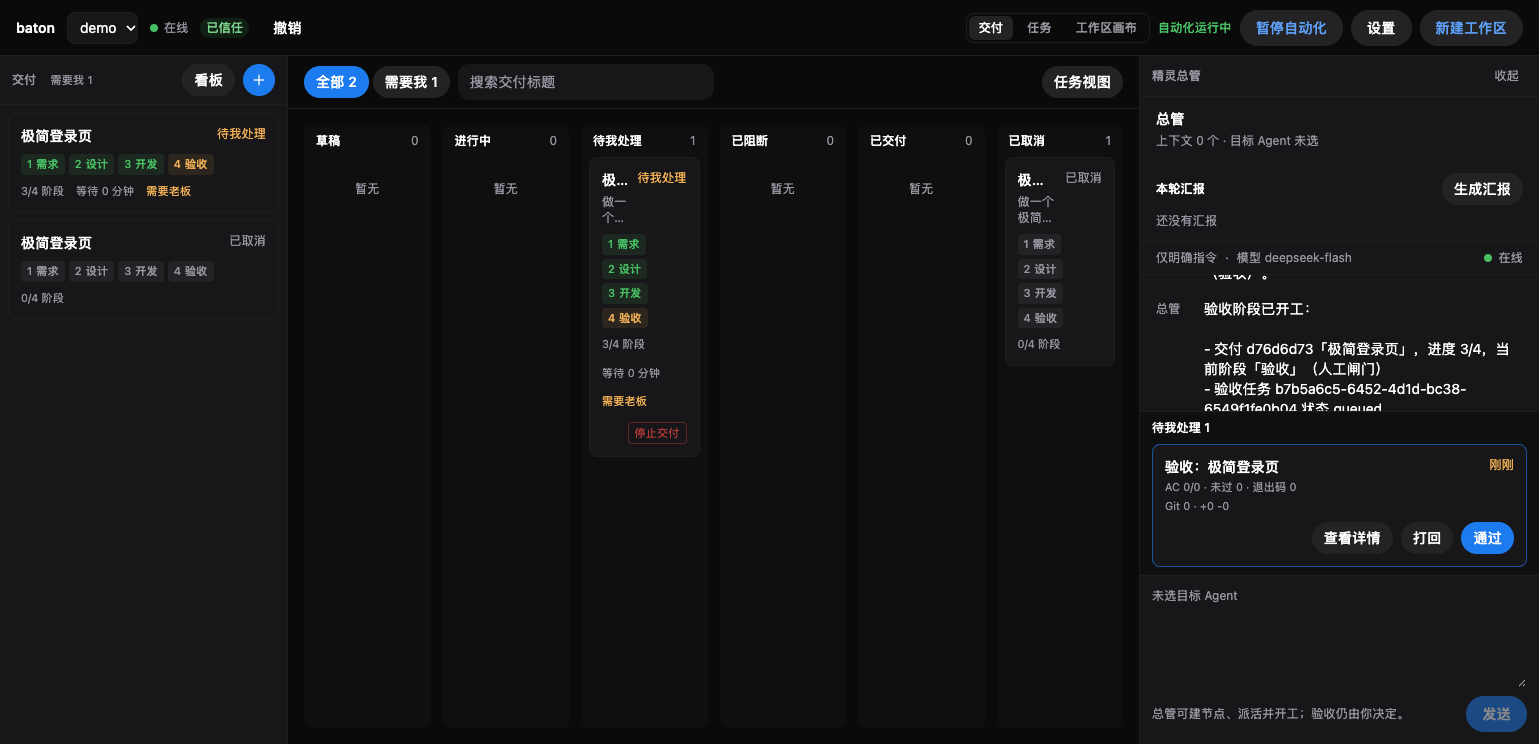 baton demo 在线 已信任 撤销 交付 任务 工作区画布 自动化运行中 暂停自动化 设置 新建工作区
交付 需要我 1 看板 +
极简登录页 待我处理
1 需求 2 设计 3 开发 4 验收
3/4 阶段 等待 0 分钟 需要老板
极简登录页 已取消
1 需求 2 设计 3 开发 4 验收
0/4 阶段
全部 2 需要我 1 搜索交付标题 任务视图
草稿 0
暂无
进行中 0
暂无
待我处理 1
极... 待我处理
做一
个...
1 需求
2 设计
3 开发
4 验收
3/4 阶段
等待 0 分钟
需要老板
停止交付
已阻断 0
暂无
已交付 0
暂无
已取消 1
极... 已取消
做一个
极简...
1 需求
2 设计
3 开发
4 验收
0/4 阶段
精灵总管 收起
总管
上下文 0 个 · 目标 Agent 未选
本轮汇报 生成汇报
还没有汇报
仅明确指令 · 模型 deepseek-flash 在线
（验收）。
总管 验收阶段已开工：
- 交付 d76d6d73「极简登录页」，进度 3/4，当
前阶段「验收」（人工闸门）
- 验收任务 b7b5a6c5-6452-4d1d-bc38-
6549f1fe0b04 状态 queued
待我处理 1
验收：极简登录页 刚刚
AC 0/0 · 未过 0 · 退出码 0
Git 0 · +0 -0
查看详情 打回 通过
未选目标 Agent
总管可建节点、派活并开工；验收仍由你决定。 发送